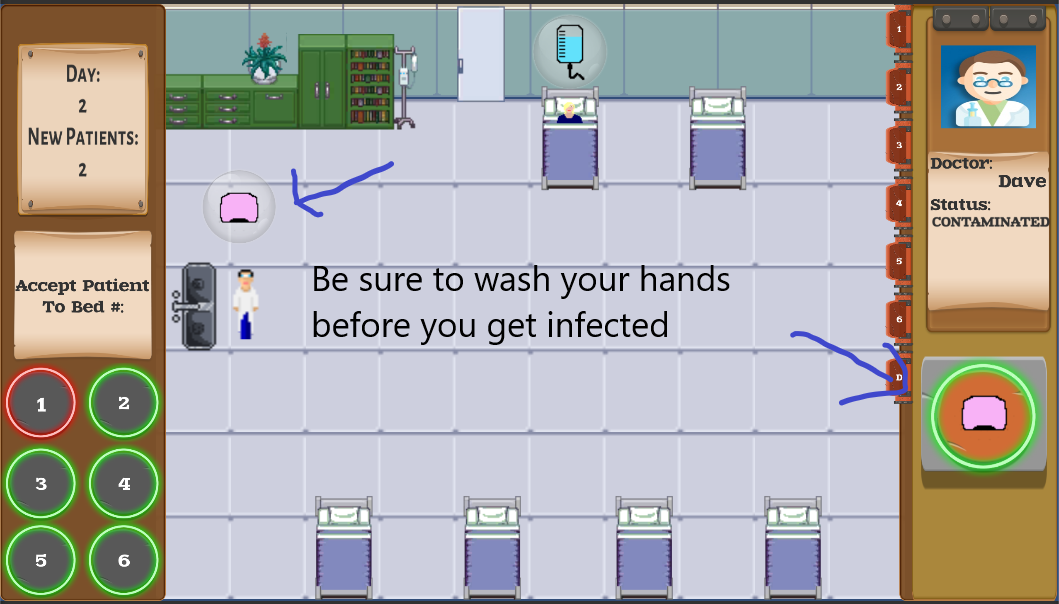 DAY:
2
NEW PATIENTS:
2
Accept Patient
To Bed #:
1
2
3
4
5
6
Be sure to wash your hands
before you get infected
1
2
3
4
5
6
D
Doctor:
Dave
Status:
CONTAMINATED